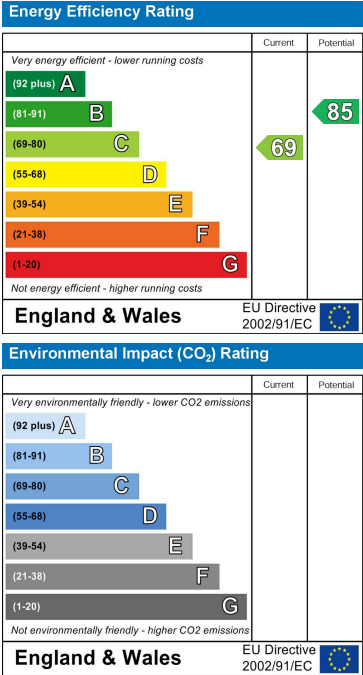 Energy Efficiency Rating
Current Potential
Very energy efficient - lower running costs
(92 plus) A
(81-91) B
85
(69-80) C
69
(55-68) D
(39-54) E
(21-38) F
(1-20) G
Not energy efficient - higher running costs
England & Wales
EU Directive
2002/91/EC
Environmental Impact (CO₂) Rating
Current Potential
Very environmentally friendly - lower CO2 emissions
(92 plus) A
(81-91) B
(69-80) C
(55-68) D
(39-54) E
(21-38) F
(1-20) G
Not environmentally friendly - higher CO2 emissions
England & Wales
EU Directive
2002/91/EC